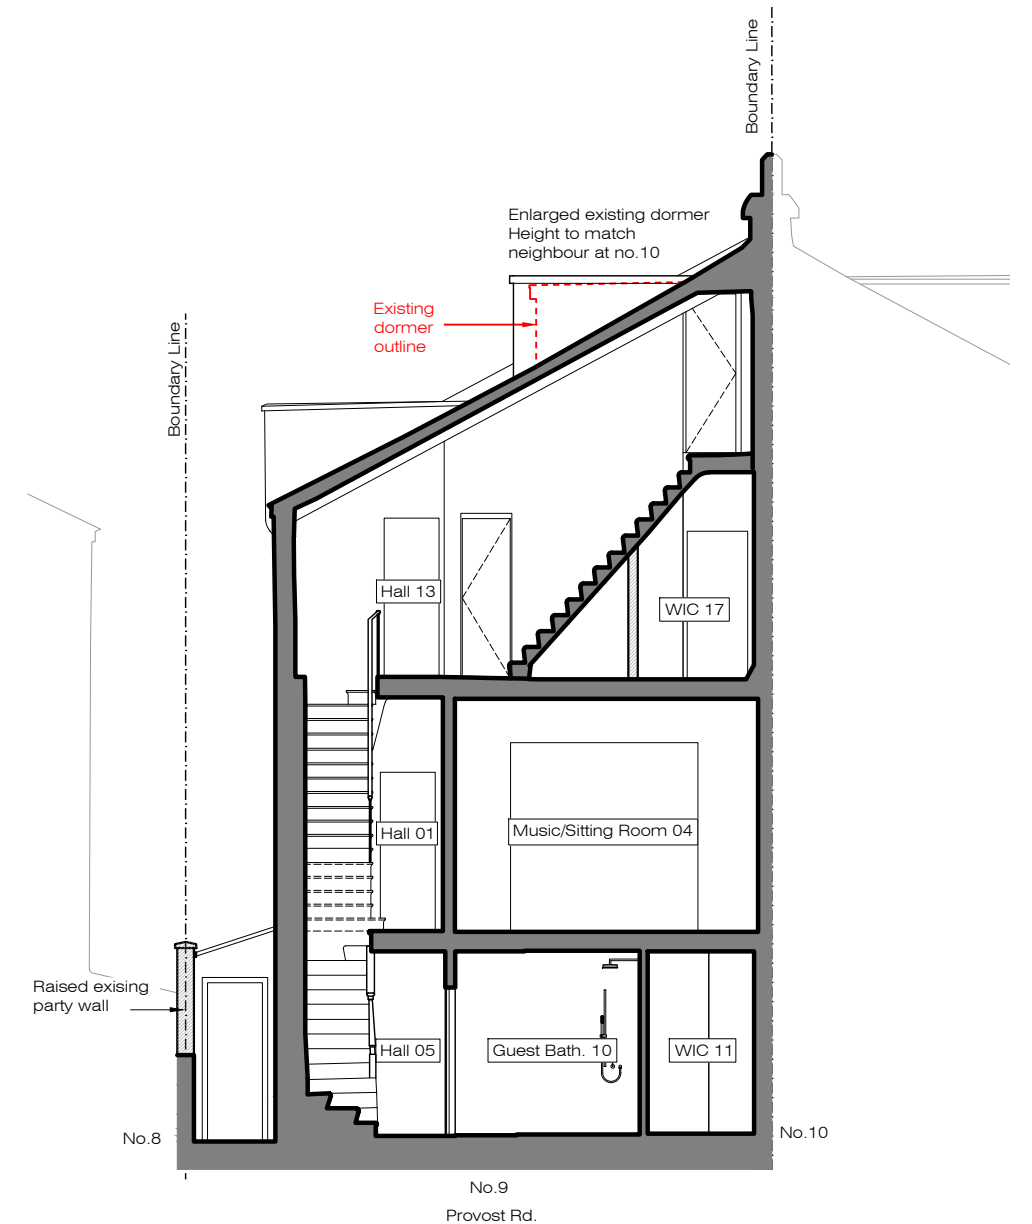 Boundary Line
Enlarged existing dormer
Height to match
neighbour at no.10
Existing
dormer
outline
Boundary Line
Hall 13
WIC 17
Hall 01
Music/Sitting Room 04
Raised exising
party wall
Hall 05
Guest Bath. 10
WIC 11
No.8
No.10
No.9
Provost Rd.